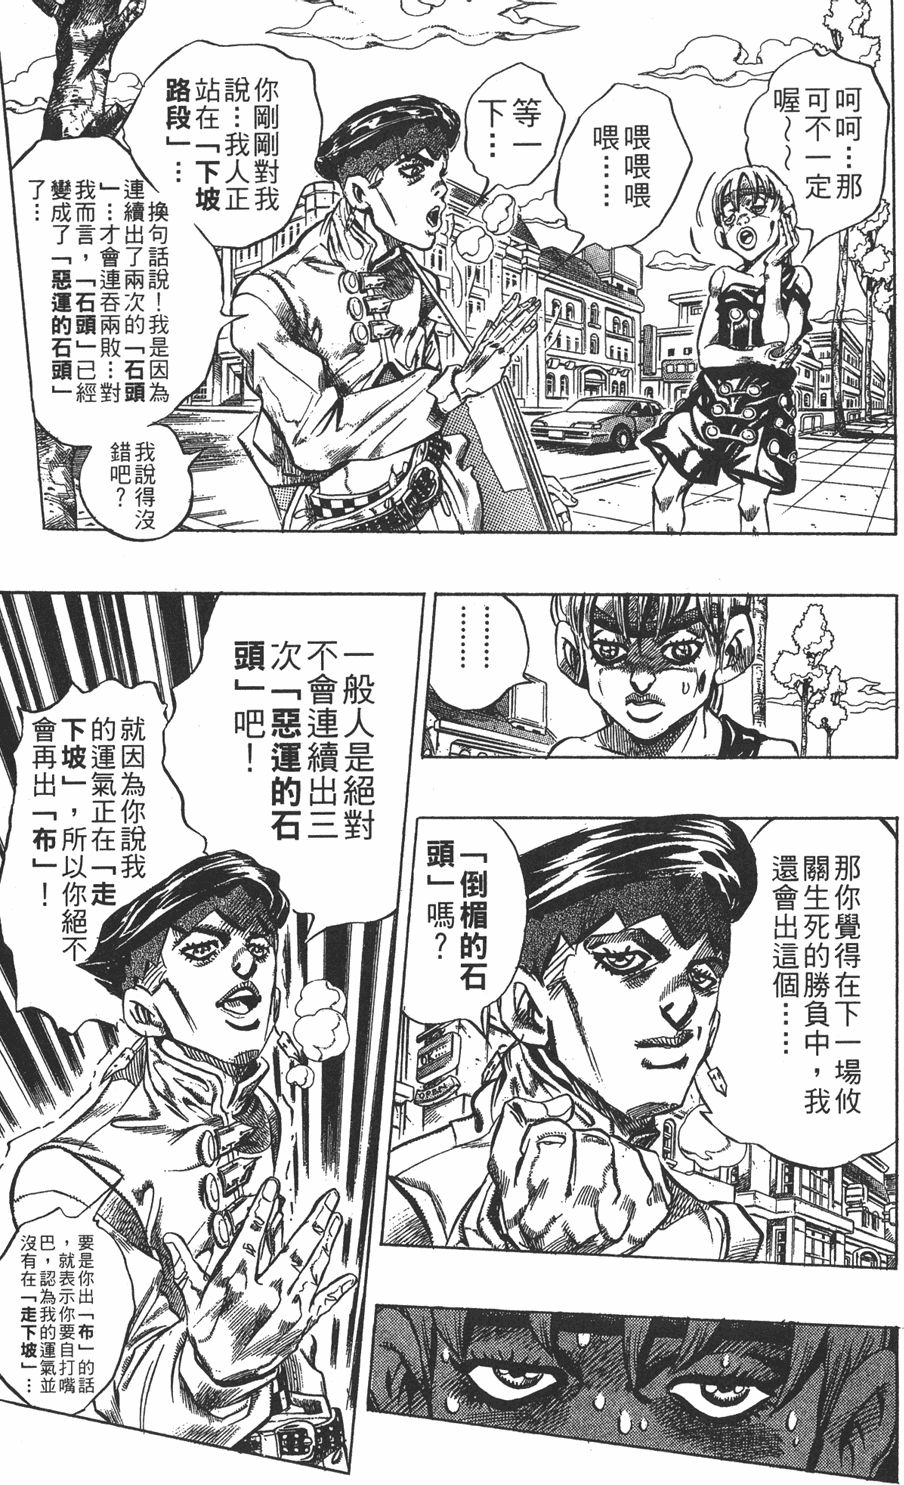 呵呵…那
可不一定
喔～～
喂喂喂
喂……
等一
下…
你剛剛對我
說…我人正
站在「下坡
路段」…
換句話說！我是因為
連續出了兩次的「石頭
」…才會連吞兩敗…對
我而言，「石頭」已經
變成了「惡運的石頭」
了…
我說得沒
錯吧？
………
………
那你覺得在下一場攸
關生死的勝負中，我
還會出這個……
「倒楣的石
頭」嗎？
OPEN
一般人是絕對
不會連續出三
次「惡運的石
頭」吧！
就因為你說我
的運氣正在「走
下坡」，所以你絕不
會再出「布」！
要是你出「布」的話
，就表示你要自打嘴
巴，認為我的運氣並
沒有在「走下坡」…